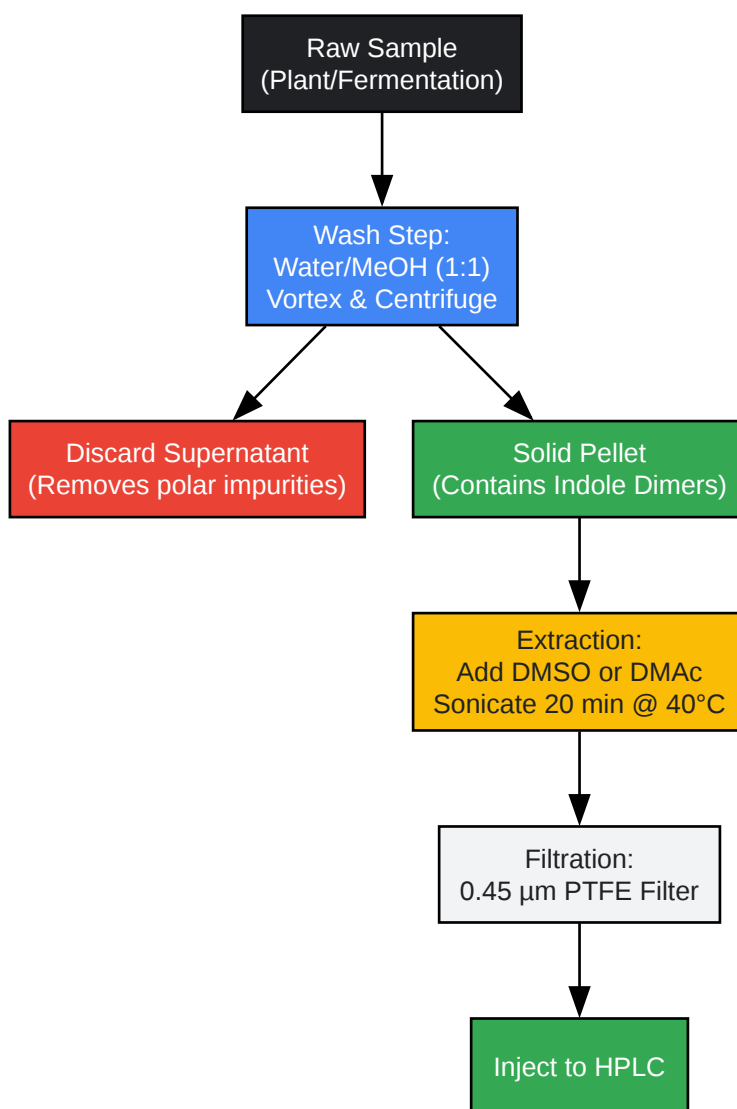 Raw Sample
(Plant/Fermentation)
Wash Step:
Water/MeOH (1:1)
Vortex & Centrifuge
Discard Supernatant
(Removes polar impurities)
Solid Pellet
(Contains Indole Dimers)
Extraction:
Add DMSO or DMAc
Sonicate 20 min @ 40°C
Filtration:
0.45 µm PTFE Filter
Inject to HPLC